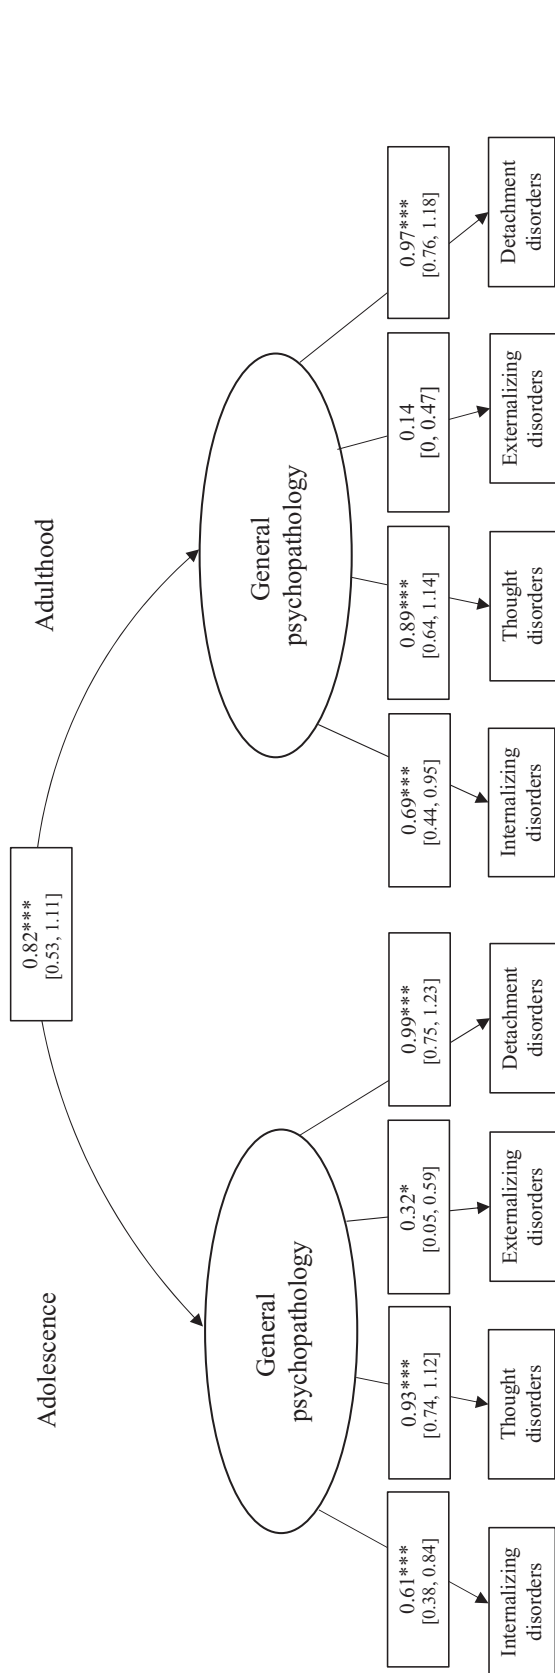 0.82***
[0.53, 1.11]
Adolescence
Adulthood
General
psychopathology
General
psychopathology
0.61***
[0.38, 0.84]
0.93***
[0.74, 1.12]
0.32*
[0.05, 0.59]
0.99***
[0.75, 1.23]
0.69***
[0.44, 0.95]
0.89***
[0.64, 1.14]
0.14
[0, 0.47]
0.97***
[0.76, 1.18]
Internalizing
disorders
Thought
disorders
Externalizing
disorders
Detachment
disorders
Internalizing
disorders
Thought
disorders
Externalizing
disorders
Detachment
disorders